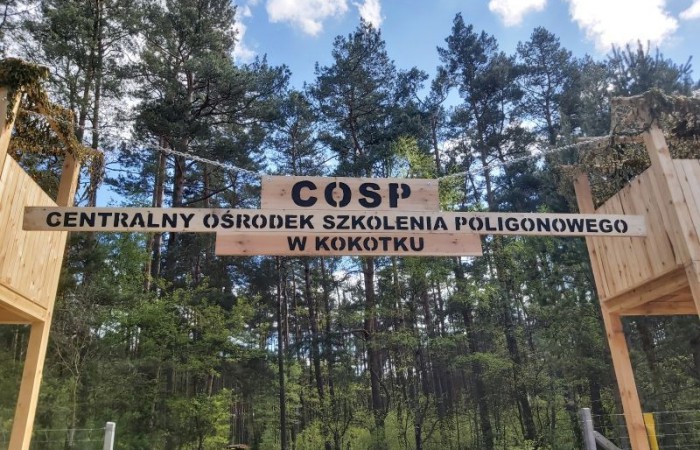 COSP
CENTRALNY OŚRODEK SZKOLENIA POLIGONOWEGO
W KOKOTKU